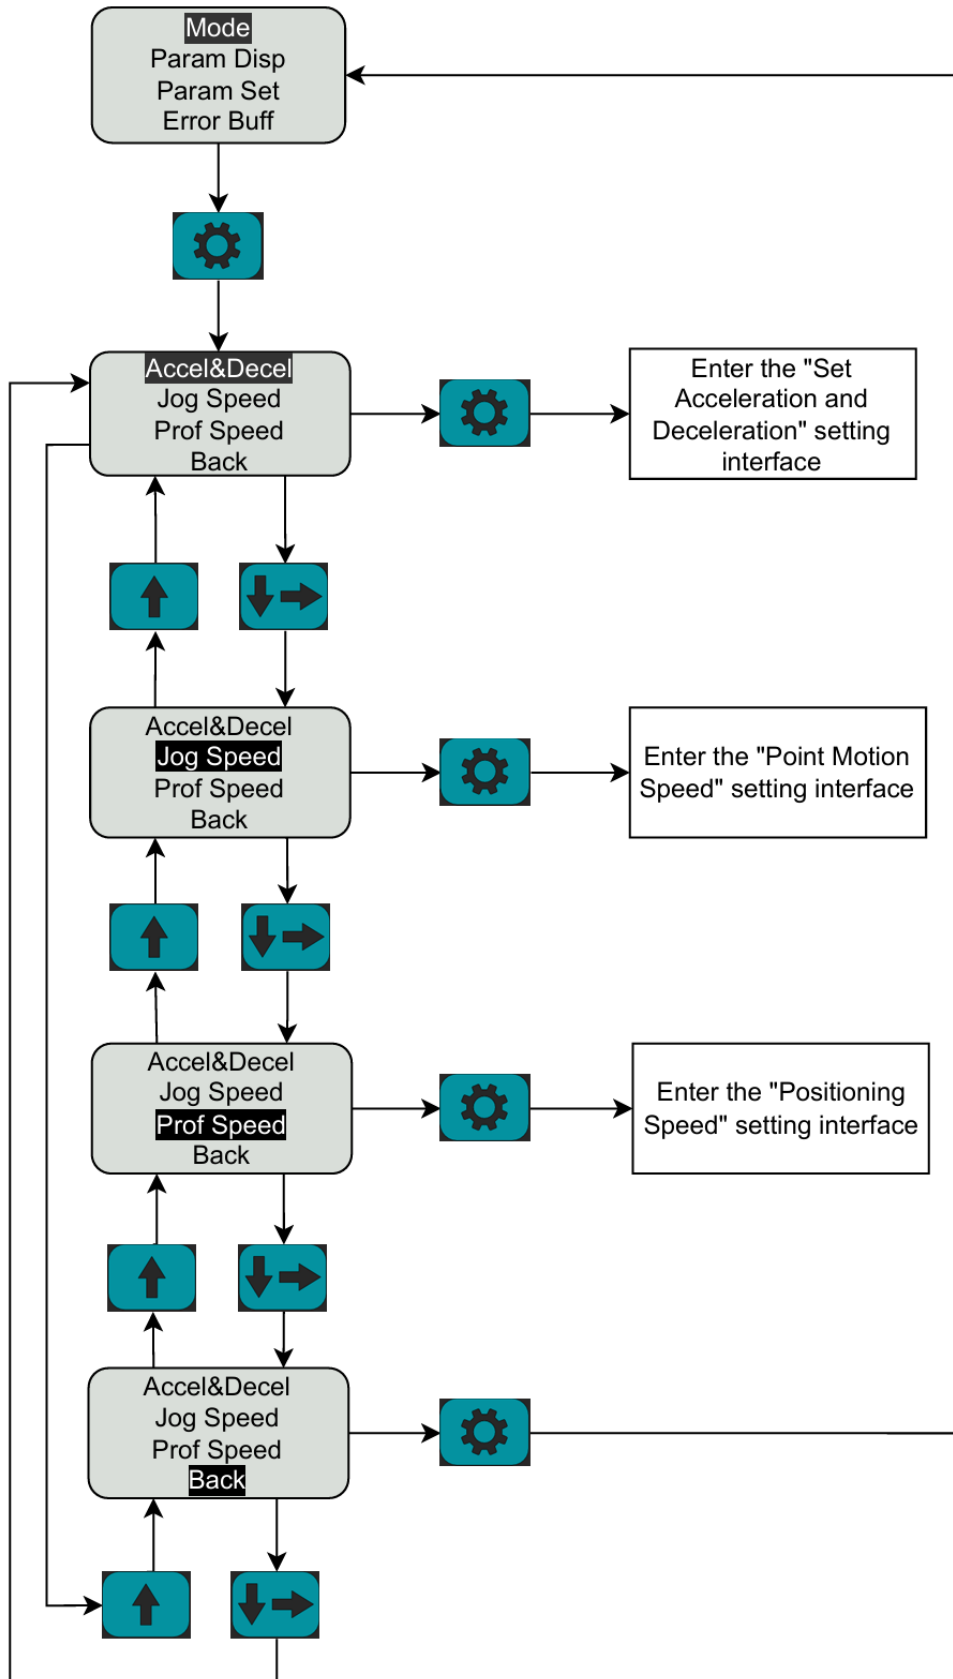 Mode
Param Disp
Param Set
Error Buff
Accel&Decel
Jog Speed
Prof Speed
Back
Enter the "Set
Acceleration and
Deceleration" setting
interface
Accel&Decel
Jog Speed
Prof Speed
Back
Enter the "Point Motion
Speed" setting interface
Accel&Decel
Jog Speed
Prof Speed
Back
Enter the "Positioning
Speed" setting interface
Accel&Decel
Jog Speed
Prof Speed
Back